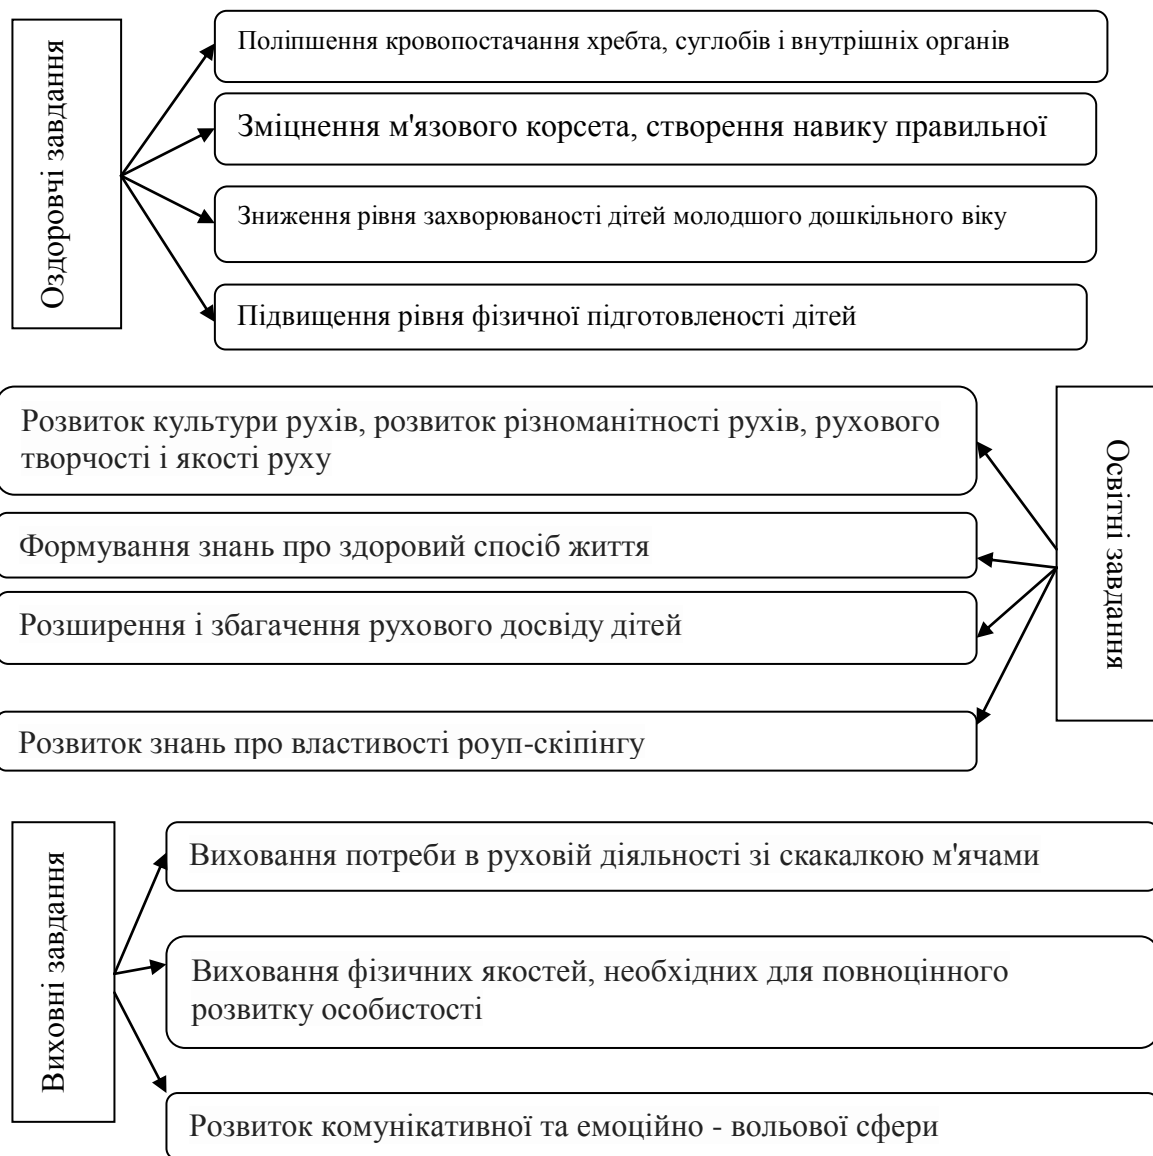 Оздоровчі завдання
Поліпшення кровопостачання хребта, суглобів і внутрішніх органів
Зміцнення м'язового корсета, створення навику правильної
Зниження рівня захворюваності дітей молодшого дошкільного віку
Підвищення рівня фізичної підготовленості дітей
Розвиток культури рухів, розвиток різноманітності рухів, рухового
творчості і якості руху
Формування знань про здоровий спосіб життя
Розширення і збагачення рухового досвіду дітей
Розвиток знань про властивості роуп-скіпінгу
Освітні завдання
Виховні завдання
Виховання потреби в руховій діяльності зі скакалкою м'ячами
Виховання фізичних якостей, необхідних для повноцінного
розвитку особистості
Розвиток комунікативної та емоційно - вольової сфери